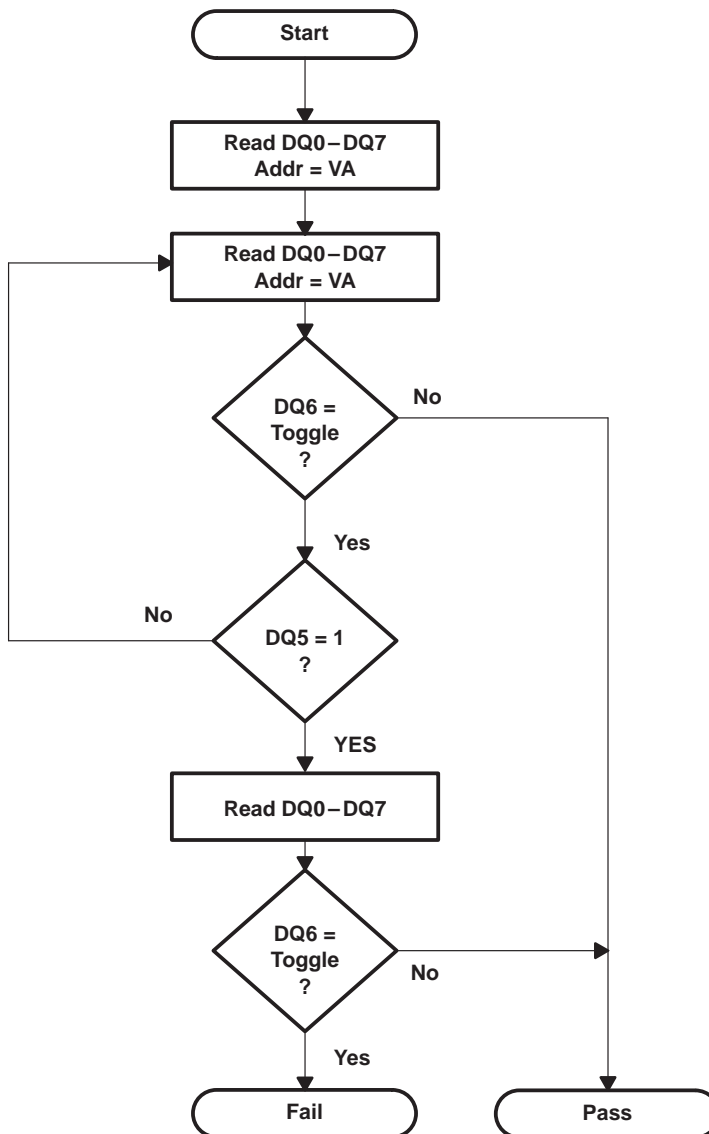 Start
Read DQ0–DQ7
Addr = VA
Read DQ0–DQ7
Addr = VA
DQ6 =
Toggle
?
No
Yes
No
DQ5 = 1
?
YES
Read DQ0–DQ7
DQ6 =
Toggle
?
No
Yes
Fail
Pass